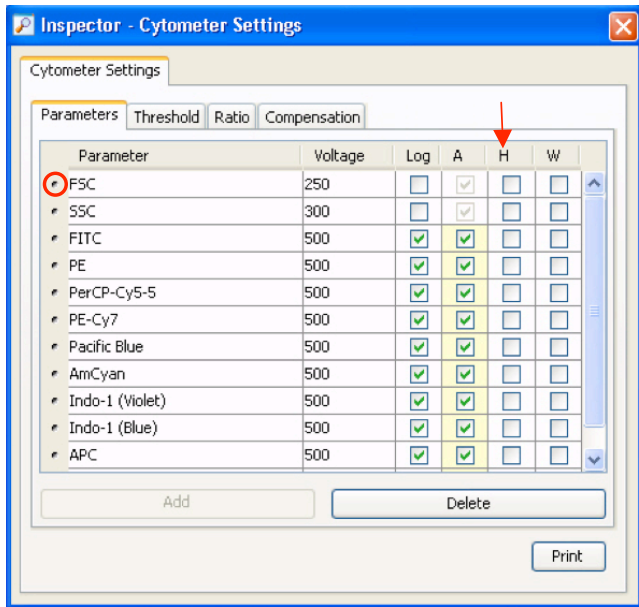 Inspector - Cytometer Settings
Cytometer Settings
Parameters Threshold Ratio Compensation
Parameter Voltage Log A H W
FSC 250
SSC 300
FITC 500
PE 500
PerCP-Cy5-5 500
PE-Cy7 500
Pacific Blue 500
AmCyan 500
Indo-1 (Violet) 500
Indo-1 (Blue) 500
APC 500
Add Delete
Print